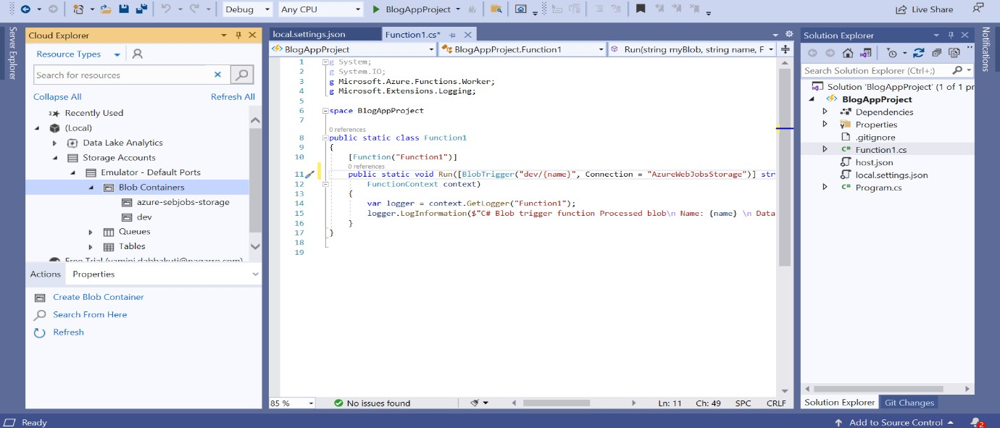 Debug
Any CPU
BlogAppProject
Live Share
Server Explorer
Cloud Explorer
Resource Types
Search for resources
Collapse All
Refresh All
Recently Used
(Local)
Data Lake Analytics
Storage Accounts
Emulator - Default Ports
Blob Containers
azure-sebjobs-storage
dev
Queues
Tables
Actions
Properties
Create Blob Container
Search From Here
Refresh
local.settings.json
Function1.cs*
BlogAppProject
BlogAppProject.Function1
Run(string myBlob, string name, F
1 g System;
2 g System.IO;
3 g Microsoft.Azure.Functions.Worker;
4 g Microsoft.Extensions.Logging;
5
6 space BlogAppProject
7
0 references
8 public static class Function1
9 {
10 [Function("Function1")]
0 references
11 public static void Run([BlobTrigger("dev/{name}", Connection = "AzureWebJobsStorage")] str
12 FunctionContext context)
13 {
14 var logger = context.GetLogger("Function1");
15 logger.LogInformation($"C# Blob trigger function Processed blob\n Name: {name} \n Data
16 }
17 }
18
19
85 %
No issues found
Ln: 11
Ch: 49
SPC
CRLF
Solution Explorer
Search Solution Explorer (Ctrl+;)
Solution 'BlogAppProject' (1 of 1 pr
BlogAppProject
Dependencies
Properties
.gitignore
C# Function1.cs
host.json
local.settings.json
C# Program.cs
Solution Explorer
Git Changes
Notifications
Ready
Add to Source Control
2